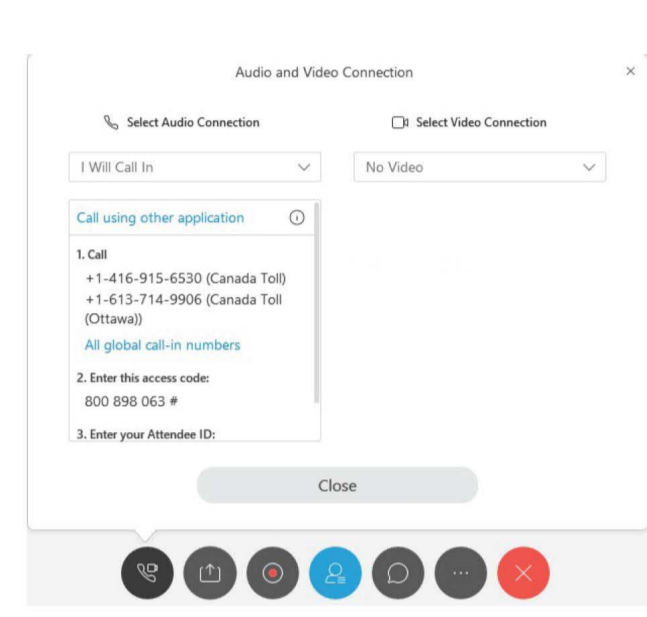 Audio and Video Connection
Select Audio Connection
Select Video Connection
I Will Call In
No Video
Call using other application
1. Call
+1-416-915-6530 (Canada Toll)
+1-613-714-9906 (Canada Toll
(Ottawa))
All global call-in numbers
2. Enter this access code:
800 898 063 #
3. Enter your Attendee ID:
Close